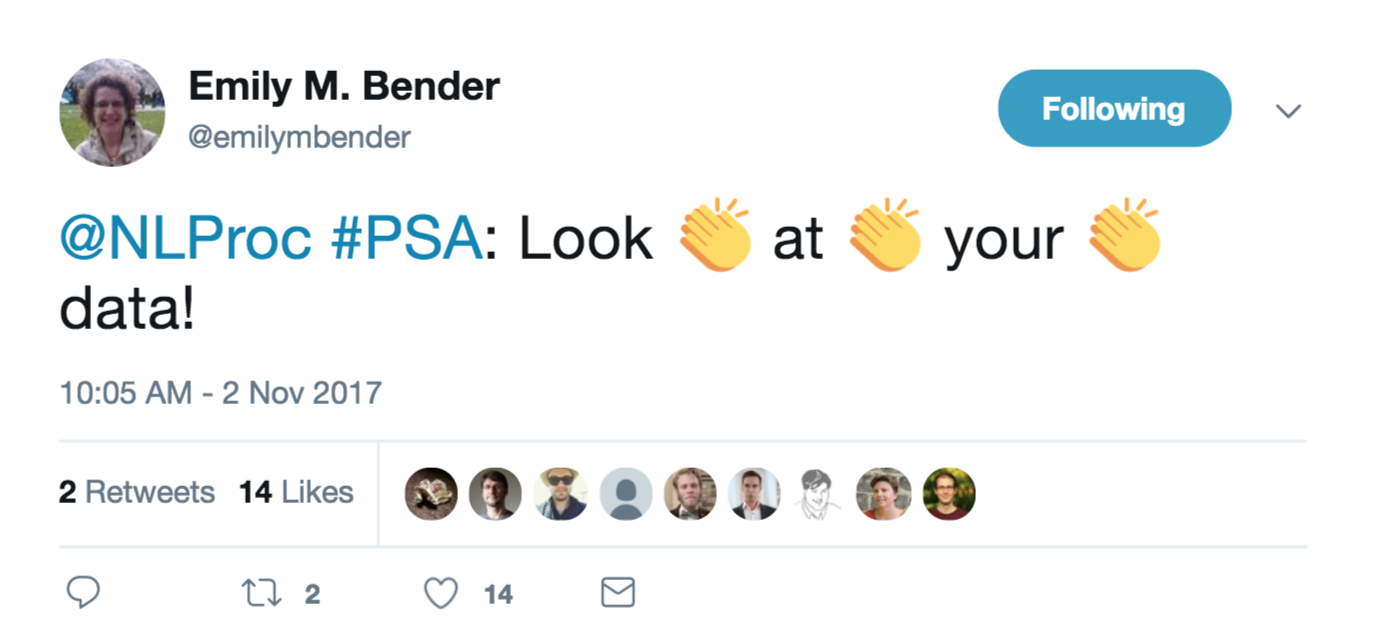 Emily M. Bender
@emilymbender
Following
@NLProc #PSA: Look 👏 at 👏 your 👏
data!
10:05 AM - 2 Nov 2017
2 Retweets 14 Likes
2 14